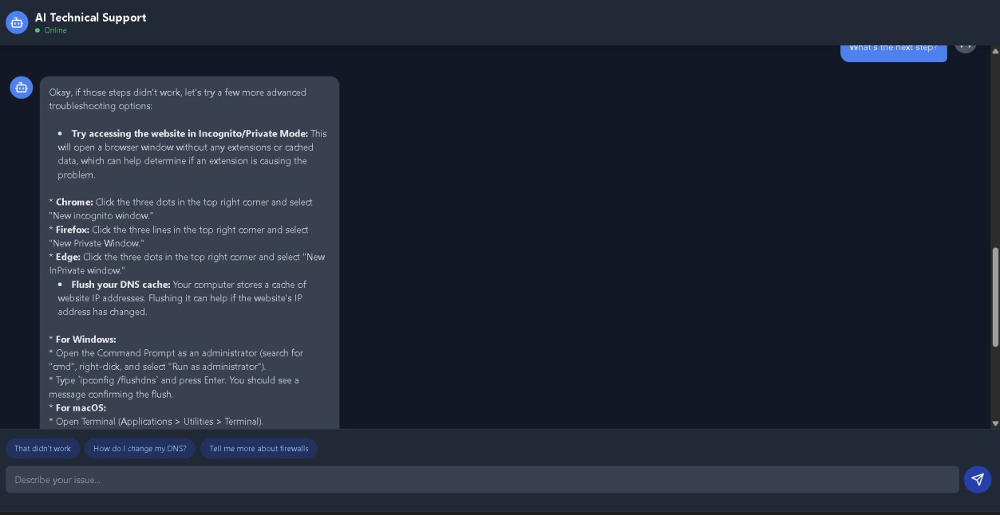 AI Technical Support
Online
What's the next step?
Okay, if those steps didn't work, let's try a few more advanced
troubleshooting options:
• Try accessing the website in Incognito/Private Mode: This
will open a browser window without any extensions or cached
data, which can help determine if an extension is causing the
problem.
* Chrome: Click the three dots in the top right corner and select
"New incognito window."
* Firefox: Click the three lines in the top right corner and select
"New Private Window."
* Edge: Click the three dots in the top right corner and select "New
InPrivate window."
• Flush your DNS cache: Your computer stores a cache of
website IP addresses. Flushing it can help if the website's IP
address has changed.
* For Windows:
* Open the Command Prompt as an administrator (search for
"cmd", right-click, and select "Run as administrator").
* Type `ipconfig /flushdns` and press Enter. You should see a
message confirming the flush.
* For macOS:
* Open Terminal (Applications > Utilities > Terminal).
That didn't work
How do I change my DNS?
Tell me more about firewalls
Describe your issue...